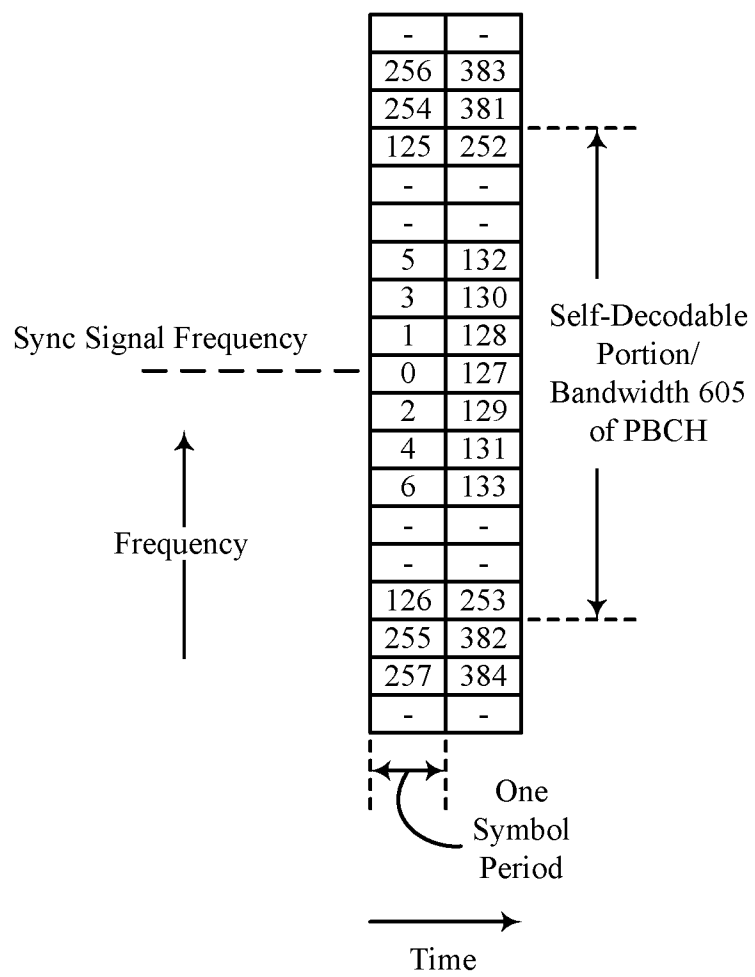 - -
256 383
254 381
125 252
- -
- -
5 132
3 130
1 128
0 127
2 129
4 131
6 133
- -
- -
126 253
255 382
257 384
- -
Sync Signal Frequency
Frequency
Self-Decodable
Portion/
Bandwidth 605
of PBCH
One
Symbol
Period
Time